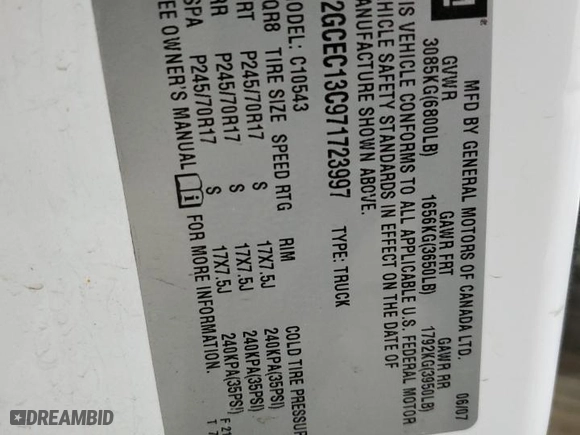 MFD BY GENERAL MOTORS OF CANADA LTD.
06/07
GVWR GAWR FRT GAWR RR
3085KG(6800LB) 1656KG(3650LB) 1792KG(3950LB)
IS VEHICLE CONFORMS TO ALL APPLICABLE U.S. FEDERAL MOTOR
HICLE SAFETY STANDARDS IN EFFECT ON THE DATE OF
ANUFACTURE SHOWN ABOVE.
2GCEC13C971723997 TYPE: TRUCK
MODEL: C10543
QR8 TIRE SIZE SPEED RTG RIM COLD TIRE PRESSUR
P245/70R17 S 17X7.5J 240KPA(35PSI)
RR P245/70R17 S 17X7.5J 240KPA(35PSI)
SPA P245/70R17 S 17X7.5J 240KPA(35PSI)
EE OWNER'S MANUAL i FOR MORE INFORMATION.
F 21
T 7
DREAMBID